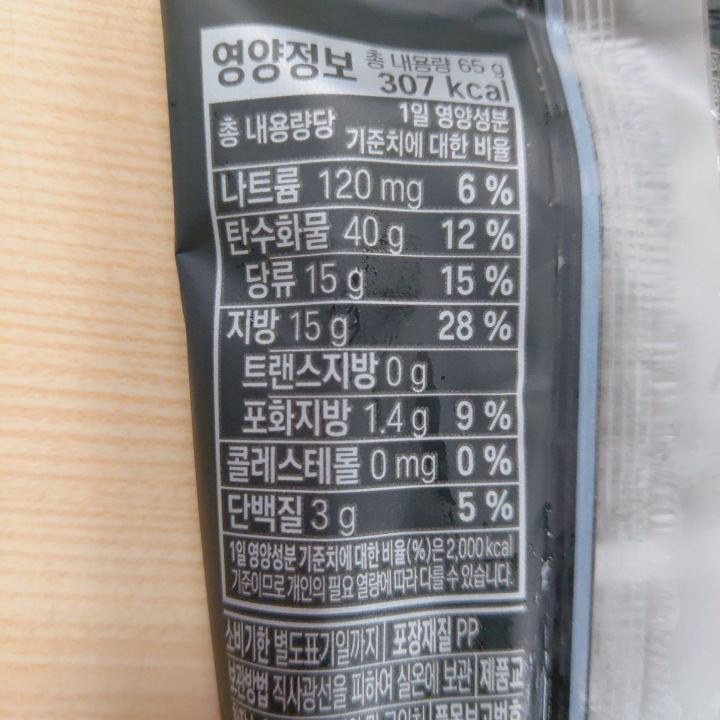 영양정보 총 내용량 65 g
307 kcal
총 내용량당 1일 영양성분
기준치에 대한 비율
나트륨 120 mg 6 %
탄수화물 40 g 12 %
당류 15 g 15 %
지방 15 g 28 %
트랜스지방 0 g
포화지방 1.4 g 9 %
콜레스테롤 0 mg 0 %
단백질 3 g 5 %
1일 영양성분 기준치에 대한 비율(%)은 2,000 kcal
기준이므로 개인의 필요 열량에 따라 다를 수 있습니다.
소비기한 별도표기일까지 포장재질 PP
보관방법 직사광선을 피하여 실온에 보관 제품교